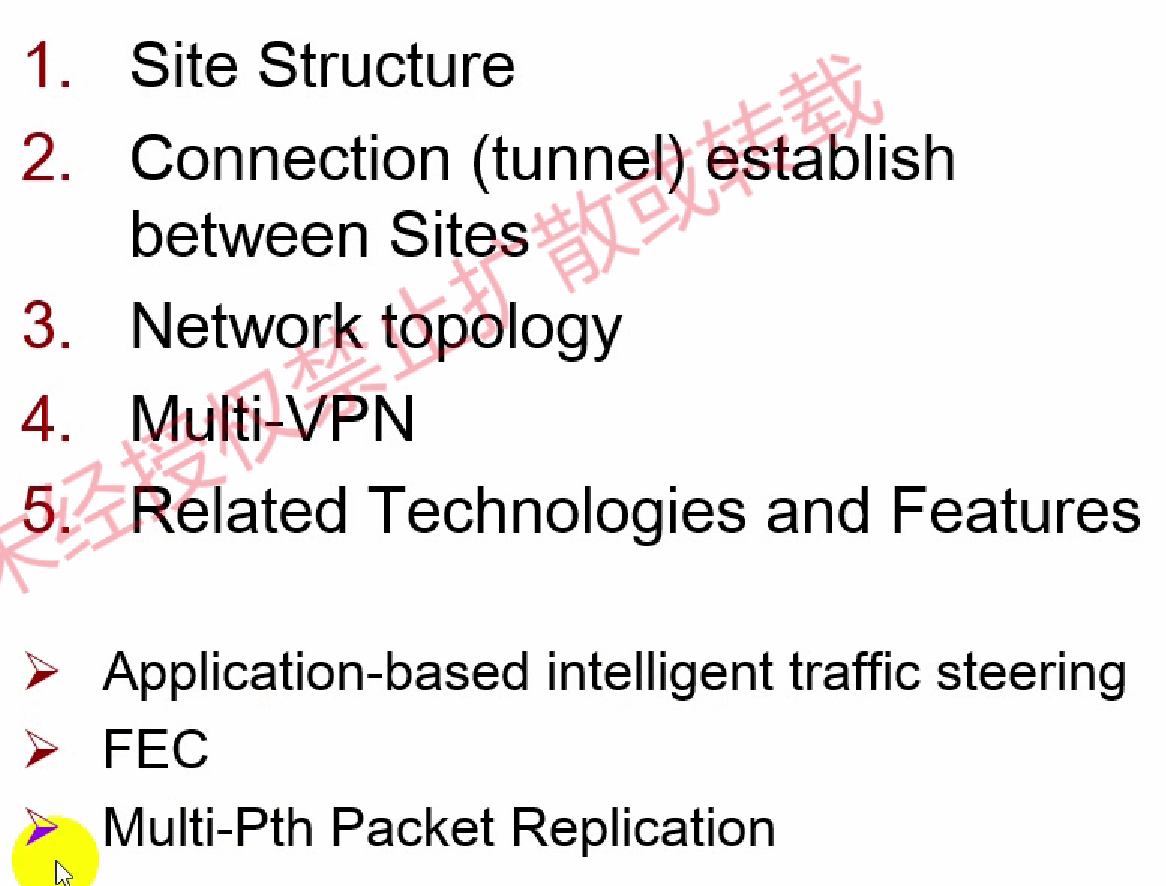 1. Site Structure
2. Connection (tunnel) establish
between Sites
3. Network topology
4. Multi-VPN
5. Related Technologies and Features
Application-based intelligent traffic steering
FEC
Multi-Pth Packet Replication
未经授权禁止扩散或转载